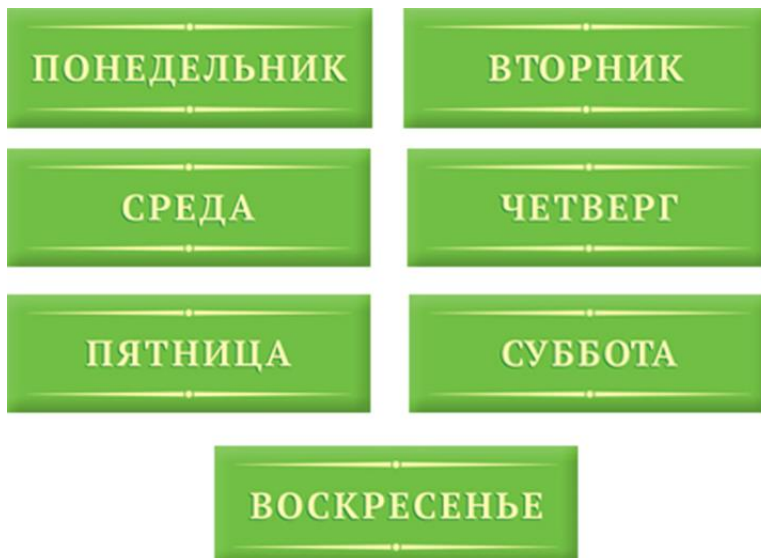 ПОНЕДЕЛЬНИК
ВТОРНИК
СРЕДА
ЧЕТВЕРГ
ПЯТНИЦА
СУББОТА
ВОСКРЕСЕНЬЕ